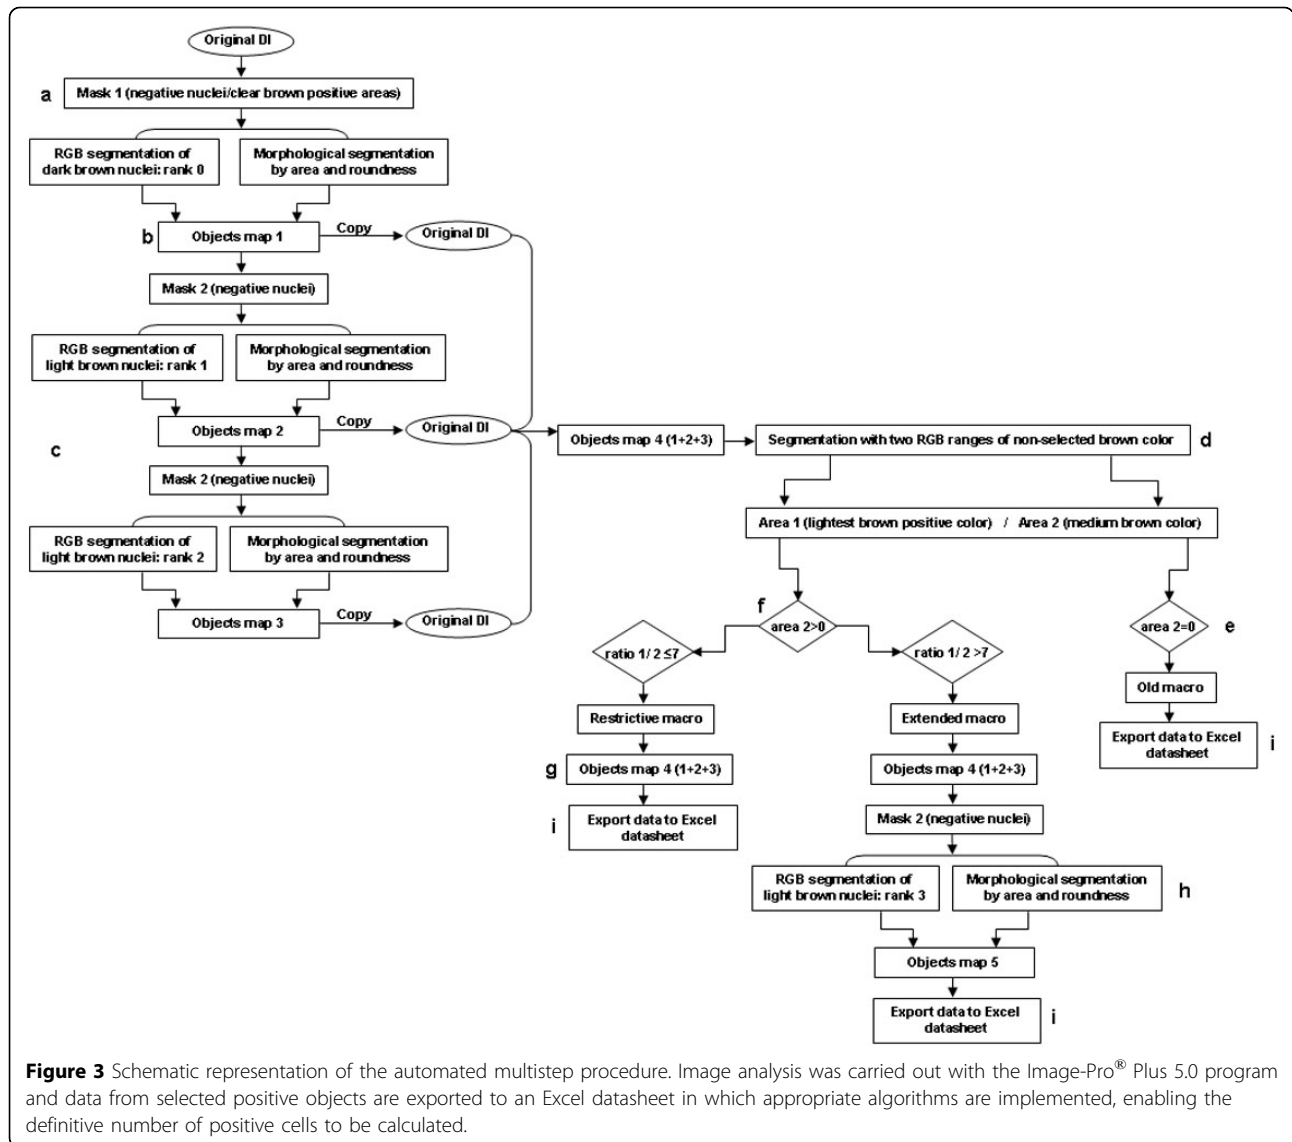 Original DI
a
Mask 1 (negative nuclei/clear brown positive areas)
RGB segmentation of
dark brown nuclei: rank 0
Morphological segmentation
by area and roundness
b
Objects map 1
Copy
Original DI
Mask 2 (negative nuclei)
RGB segmentation of
light brown nuclei: rank 1
Morphological segmentation
by area and roundness
Objects map 2
Copy
Original DI
c
Mask 2 (negative nuclei)
RGB segmentation of
light brown nuclei: rank 2
Morphological segmentation
by area and roundness
Objects map 3
Copy
Original DI
Objects map 4 (1+2+3)
Segmentation with two RGB ranges of non-selected brown color
d
Area 1 (lightest brown positive color) / Area 2 (medium brown color)
f
area 2>0
area 2=0
e
ratio 1/ 2 ≤7
ratio 1/ 2 >7
Old macro
Export data to Excel
datasheet
i
Restrictive macro
g
Objects map 4 (1+2+3)
i
Export data to Excel
datasheet
Extended macro
Objects map 4 (1+2+3)
Mask 2 (negative nuclei)
RGB segmentation of
light brown nuclei: rank 3
Morphological segmentation
by area and roundness
h
Objects map 5
Export data to Excel
datasheet
i
Figure 3 Schematic representation of the automated multistep procedure. Image analysis was carried out with the Image-Pro® Plus 5.0 program
and data from selected positive objects are exported to an Excel datasheet in which appropriate algorithms are implemented, enabling the
definitive number of positive cells to be calculated.